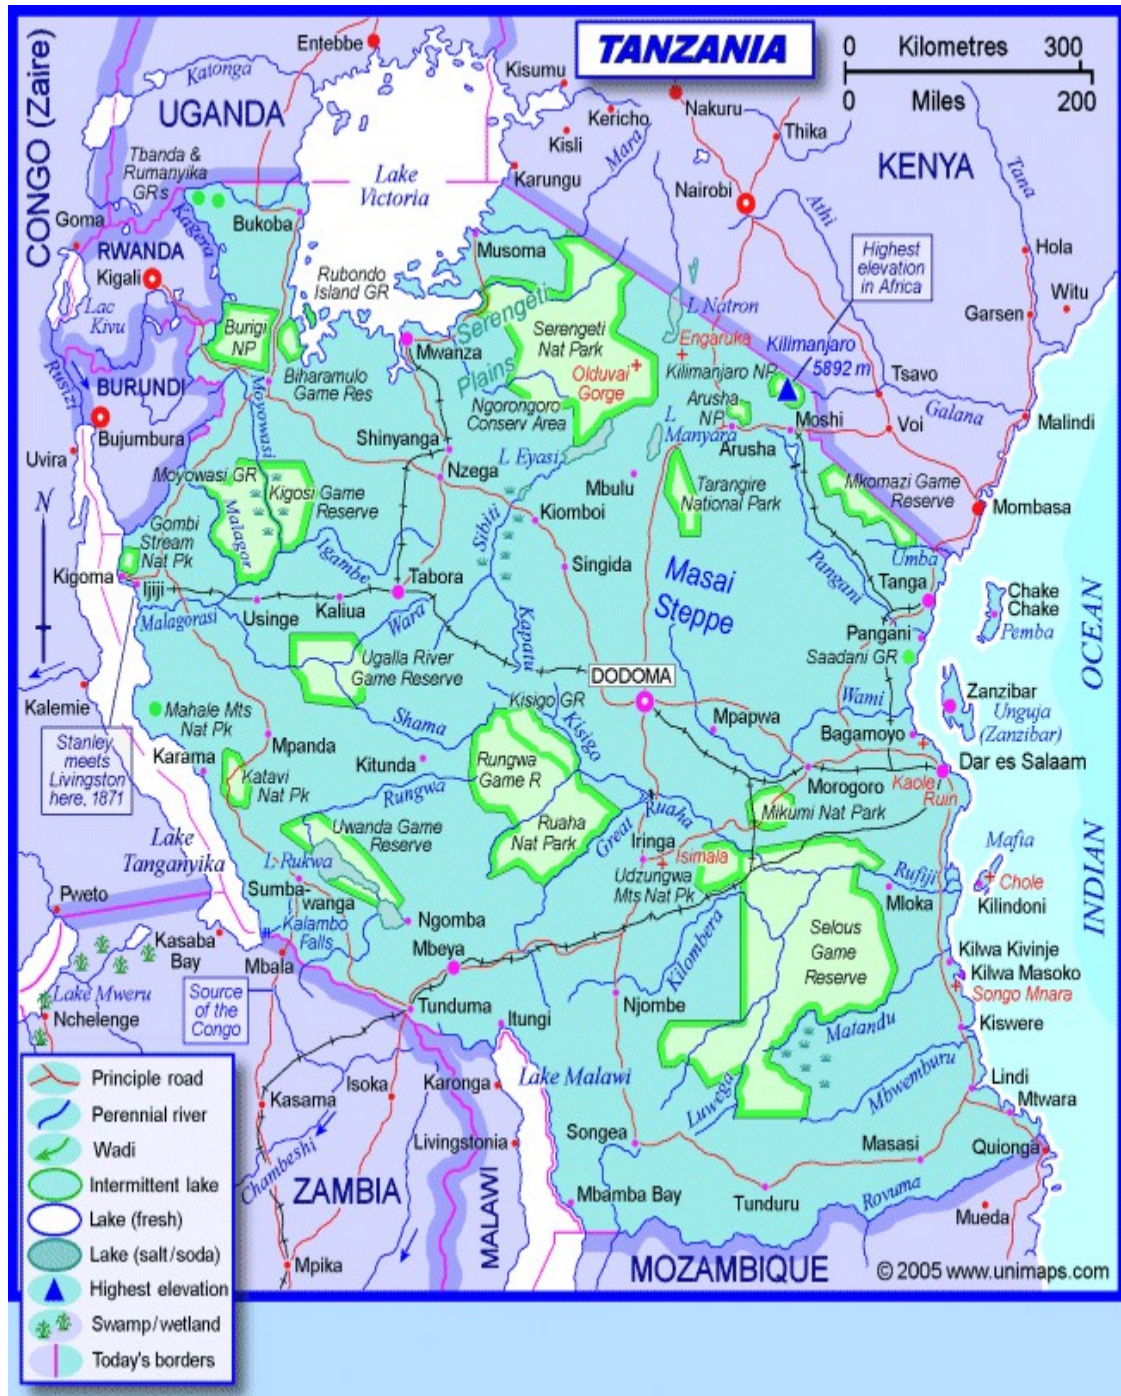 TANZANIA
0 Kilometres 300
0 Miles 200
CONGO (Zaire)
UGANDA
KENYA
RWANDA
BURUNDI
ZAMBIA
MALAWI
MOZAMBIQUE
INDIAN OCEAN
Entebbe
Katonga
Kisumu
Kericho
Kisli
Nakuru
Thika
Mara
Karungu
Nairobi
Athi
Tana
Lake
Victoria
Tbanda &
Rumanyika
GRs
Kagera
Bukoba
Goma
Kigali
Lac
Kivu
Musoma
Rubondo
Island GR
Highest
elevation
in Africa
Hola
Witu
Garsen
L Natron
Engaruka
Kilimanjaro
5892 m
Kilimanjaro NP
Tsavo
Galana
Malindi
Voi
Serengeti
Plains
Serengeti
Nat Park
Olduvai
Gorge
Ngorongoro
Conserv Area
Burigi
NP
Mwanza
Biharamulo
Game Res
Rusizi
Bujumbura
Moyowasi
Uvira
Shinyanga
Nzega
L Eyasi
L
Manyara
Arusha
NP
Arusha
Moshi
Mbulu
Tarangire
National Park
Mkomazi Game
Reserve
Mombasa
Umba
N
Moyowasi GR
Kigosi Game
Reserve
Malagor
Gombi
Stream
Nat Pk
Kigoma
Ijiji
Igambe
Tabora
Kiomboi
Sibiti
Singida
Masai
Steppe
Pangani
Tanga
Chake
Chake
Pemba
Malagorasi
Usinge
Kaliua
Wara
Kapatu
Pangani
Saadani GR
Ugalla River
Game Reserve
DODOMA
Kalemie
Stanley
meets
Livingston
here, 1871
Mahale Mts
Nat Pk
Karama
Mpanda
Katavi
Nat Pk
Shama
Kitunda
Kisigo GR
Kisigo
Rungwa
Game R
Rungwa
Mpapwa
Wami
Bagamoyo
Zanzibar
Unguja
(Zanzibar)
Dar es Salaam
Morogoro
Kaole
Ruin
Mikumi Nat Park
Lake
Tanganyika
Uwanda Game
Reserve
L Rukwa
Ruaha
Nat Park
Great Ruaha
Iringa
Isimala
Udzungwa
Mts Nat Pk
Rufiji
Mloka
Mafia
Chole
Kilindoni
Pweto
Sumba-
wanga
Kalambo
Falls
Ngomba
Mbeya
Kasaba
Bay
Mbala
Kilombera
Selous
Game
Reserve
Kilwa Kivinje
Kilwa Masoko
Songo Mnara
Lake Mweru
Nchelenge
Source
of the
Congo
Tunduma
Itungi
Njombe
Matandu
Kiswere
Isoka
Karonga
Lake Malawi
Kasama
Luwega
Mbwemburu
Lindi
Mtwara
Chambeshi
Livingstonia
Songea
Masasi
Quionga
Mbamba Bay
Tunduru
Rovuma
Mueda
Mpika
Principle road
Perennial river
Wadi
Intermittent lake
Lake (fresh)
Lake (salt/soda)
Highest elevation
Swamp/wetland
Today's borders
© 2005 www.unimaps.com